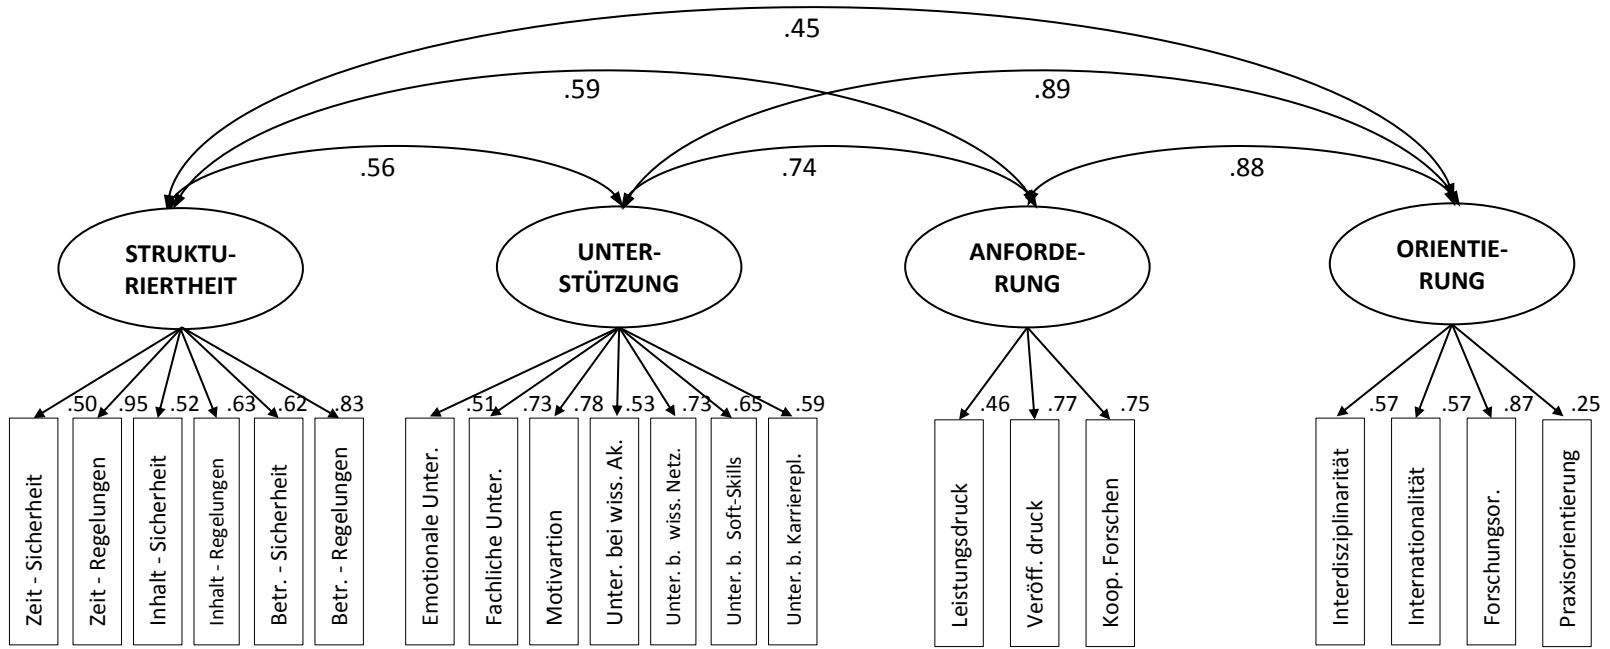 .45
.59
.89
.56
.74
.88
STRUKTU-
RIERTHEIT
UNTER-
STÜTZUNG
ANFORDE-
RUNG
ORIENTIE-
RUNG
.50
.95
.52
.63
.62
.83
.51
.73
.78
.53
.73
.65
.59
.46
.77
.75
.57
.57
.87
.25
Zeit - Sicherheit
Zeit - Regelungen
Inhalt - Sicherheit
Inhalt - Regelungen
Betr. - Sicherheit
Betr. - Regelungen
Emotionale Unter.
Fachliche Unter.
Motivartion
Unter. bei wiss. Ak.
Unter. b. wiss. Netz.
Unter. b. Soft-Skills
Unter. b. Karrierepl.
Leistungsdruck
Veröff. druck
Koop. Forschen
Interdisziplinarität
Internationalität
Forschungsor.
Praxisorientierung